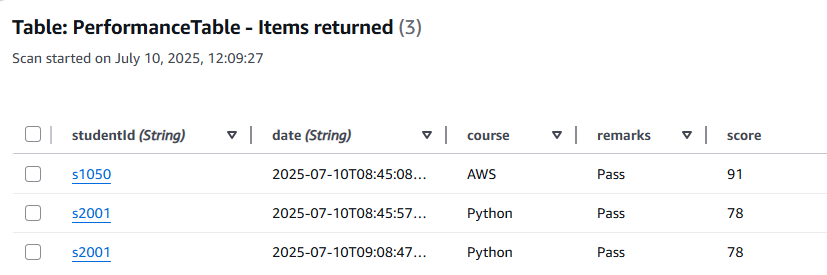 Table: PerformanceTable - Items returned (3)
Scan started on July 10, 2025, 12:09:27
studentId (String) date (String) course remarks score
s1050 2025-07-10T08:45:08... AWS Pass 91
s2001 2025-07-10T08:45:57... Python Pass 78
s2001 2025-07-10T09:08:47... Python Pass 78